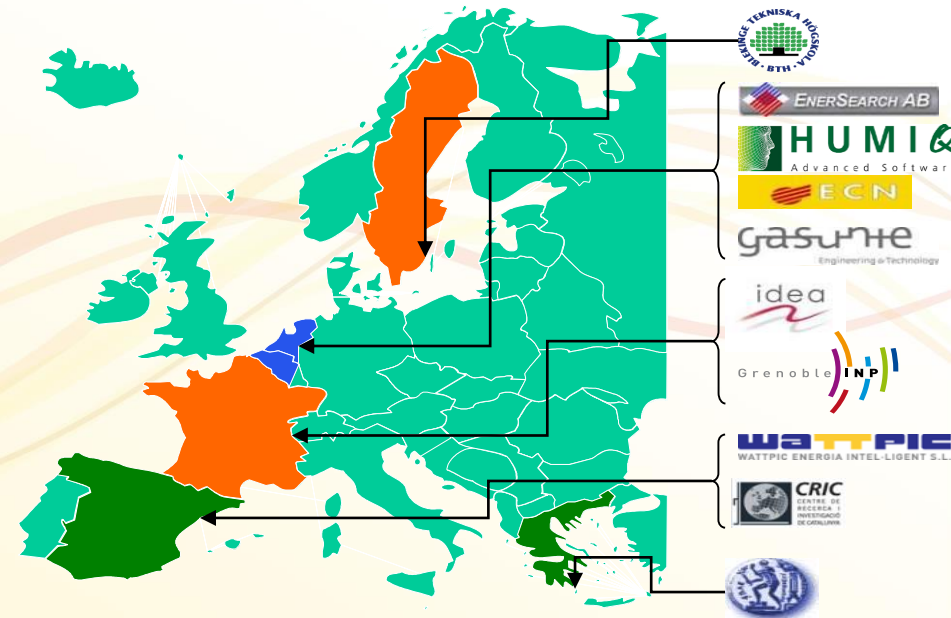 BLEKINGE TEKNISKA HÖGSKOLA
· BTH ·
ENERSEARCH AB
HUMIQ
Advanced Softwar
ECN
gasunie
Engineering & Technology
idea
Grenoble INP
WATTPIC
WATTPIC ENERGIA INTEL·LIGENT S.L.
CRIC
CENTRE DE
RECERCA I
INVESTIGACIÓ
DE CATALUNYA